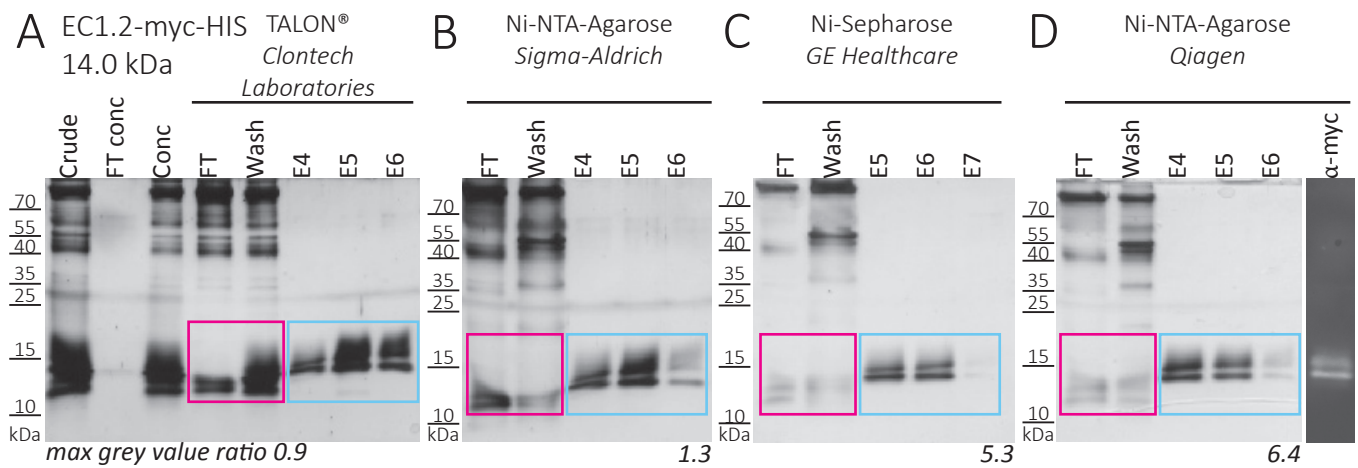 A
EC1.2-myc-HIS
14.0 kDa
TALON®
Clontech
Laboratories
Crude
FT conc
Conc
FT
Wash
E4
E5
E6
70
55
40
35
25
15
10
kDa
max grey value ratio 0.9
B
Ni-NTA-Agarose
Sigma-Aldrich
FT
Wash
E4
E5
E6
70
55
40
35
25
15
10
kDa
1.3
C
Ni-Sepharose
GE Healthcare
FT
Wash
E5
E6
E7
70
55
40
35
25
15
10
kDa
5.3
D
Ni-NTA-Agarose
Qiagen
FT
Wash
E4
E5
E6
α-myc
70
55
40
35
25
15
10
kDa
6.4